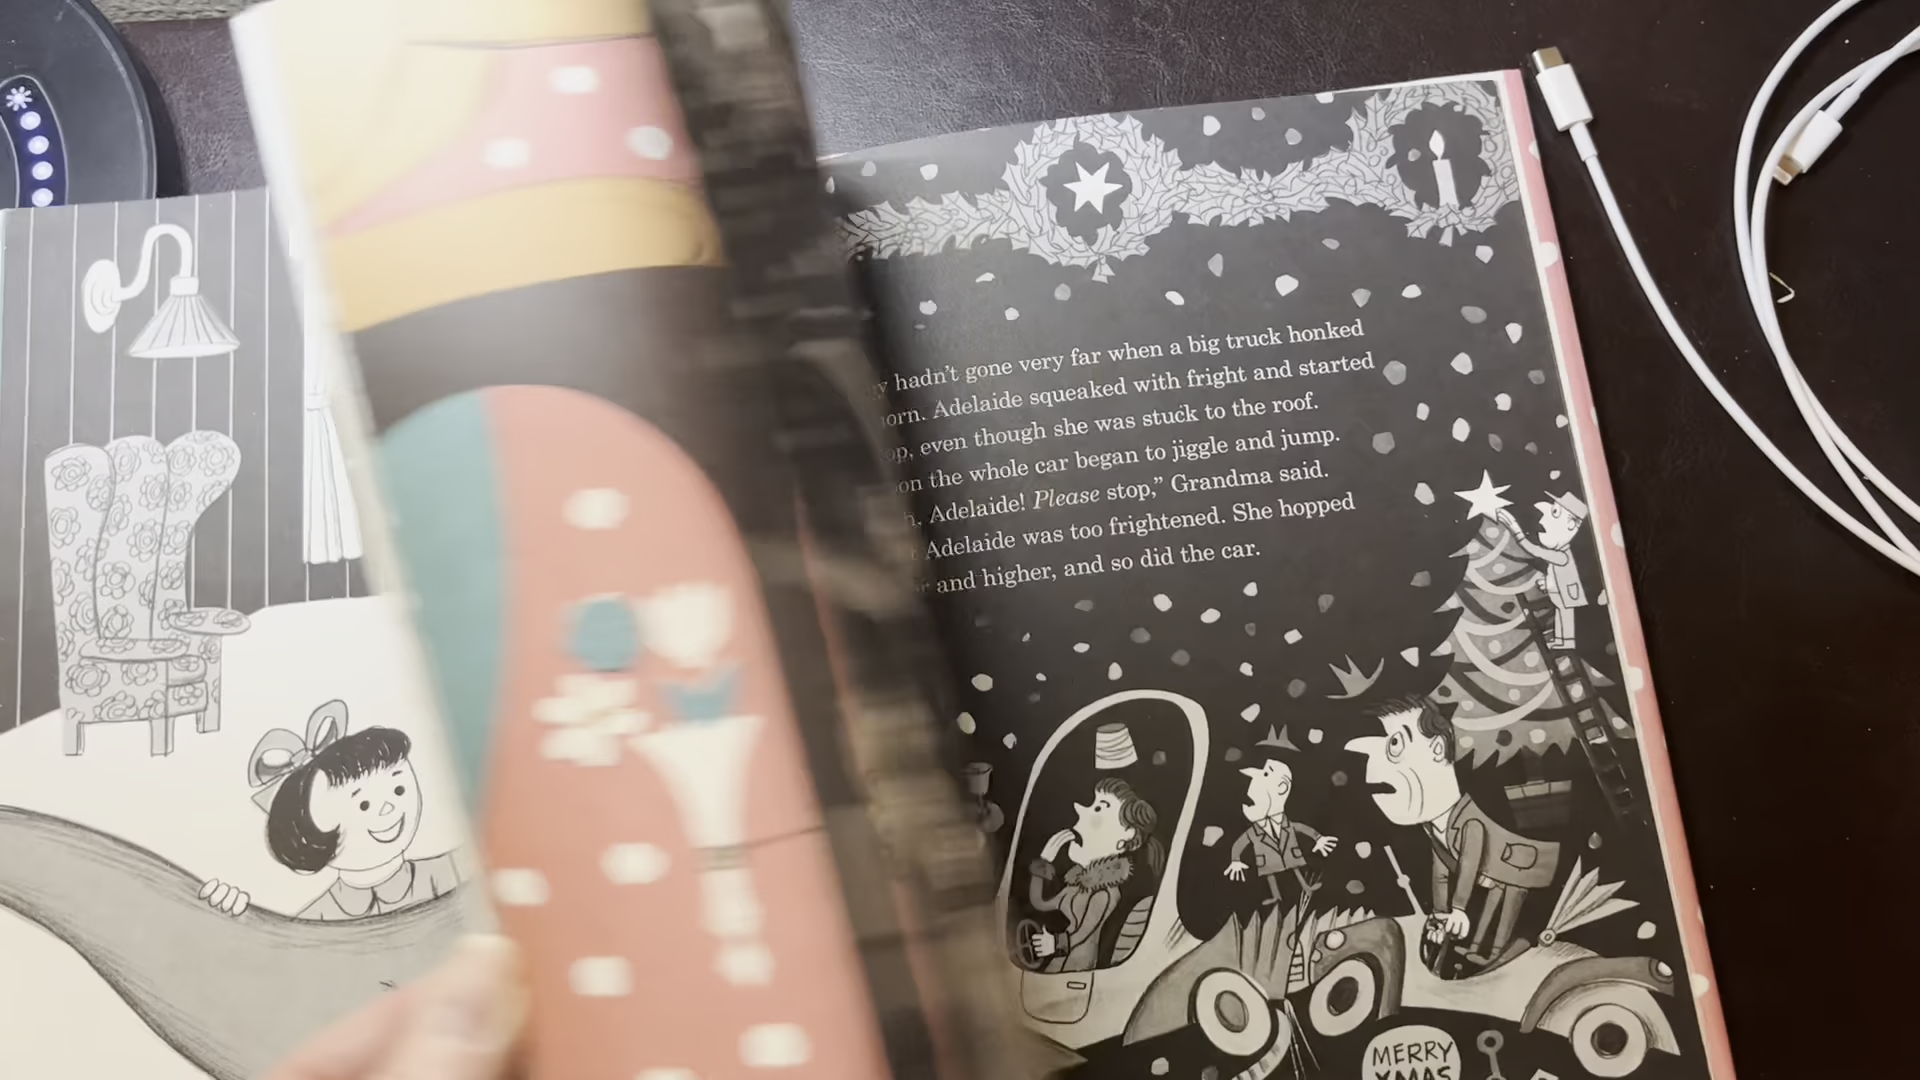 hadn't gone very far when a big truck honked
Adelaide squeaked with fright and started
even though she was stuck to the roof.
the whole car began to jiggle and jump.
Adelaide! Please stop,” Grandma said.
Adelaide was too frightened. She hopped
and higher, and so did the car.
MERRY
XMAS